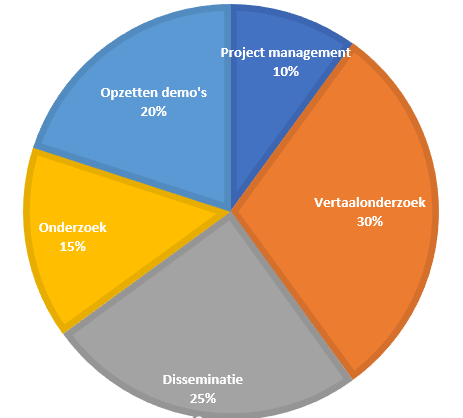 Project management
10%
Opzetten demo's
20%
Vertaalonderzoek
30%
Onderzoek
15%
Disseminatie
25%